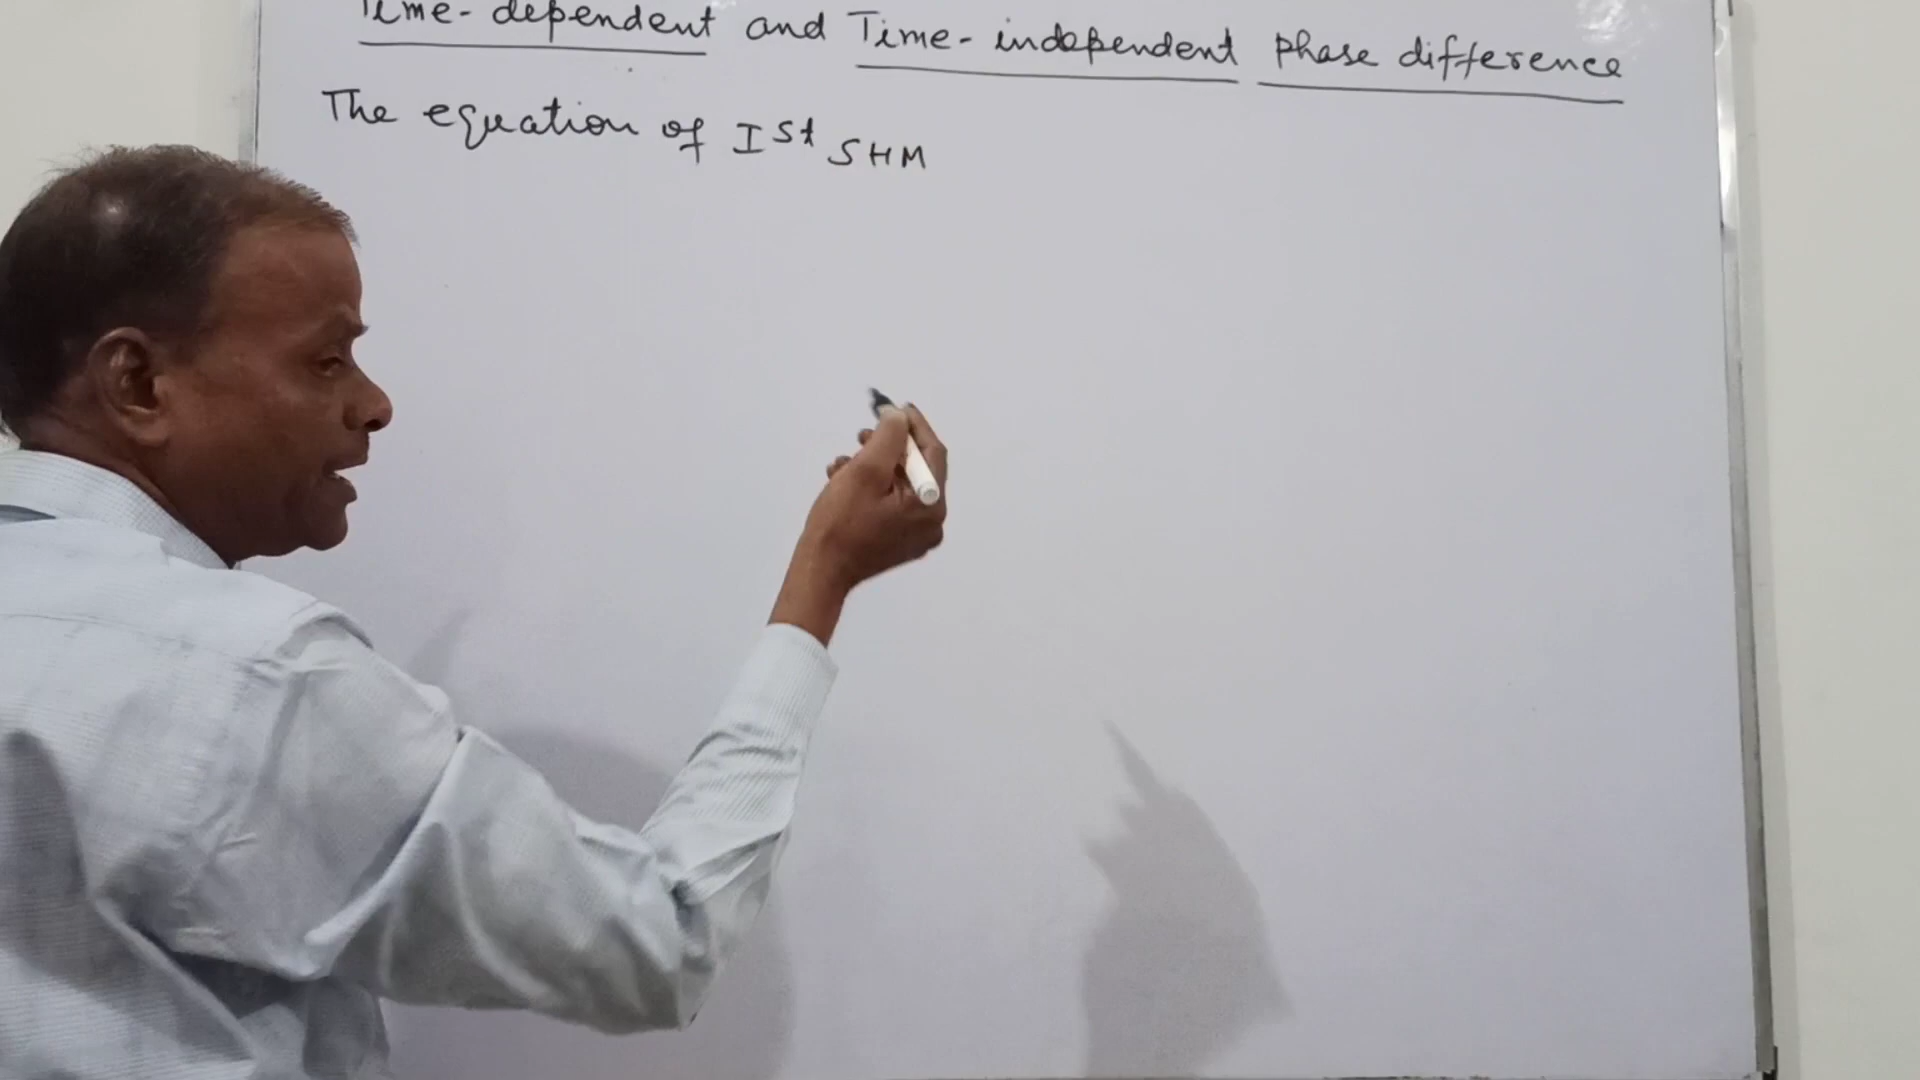 Time-dependent and Time-independent phase difference
The equation of Ist SHM